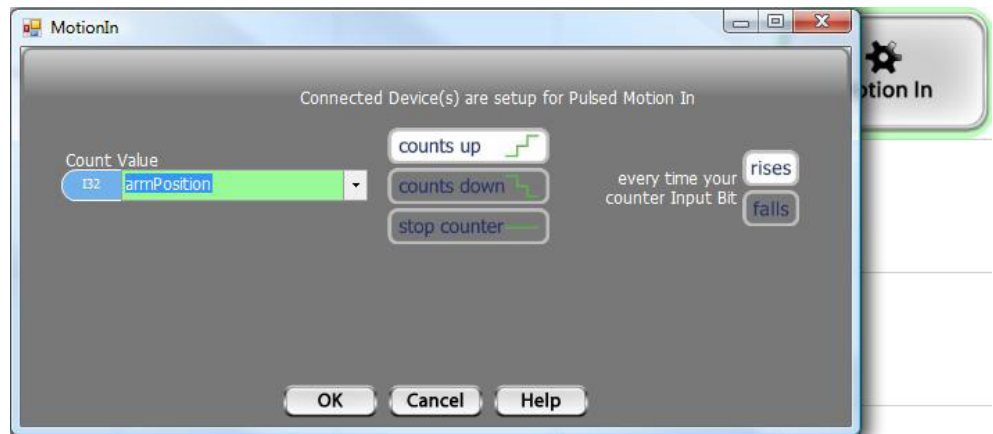 MotionIn
Connected Device(s) are setup for Pulsed Motion In
Count Value
I32 armPosition
counts up
counts down
stop counter
every time your
counter Input Bit
rises
falls
OK Cancel Help
otion In